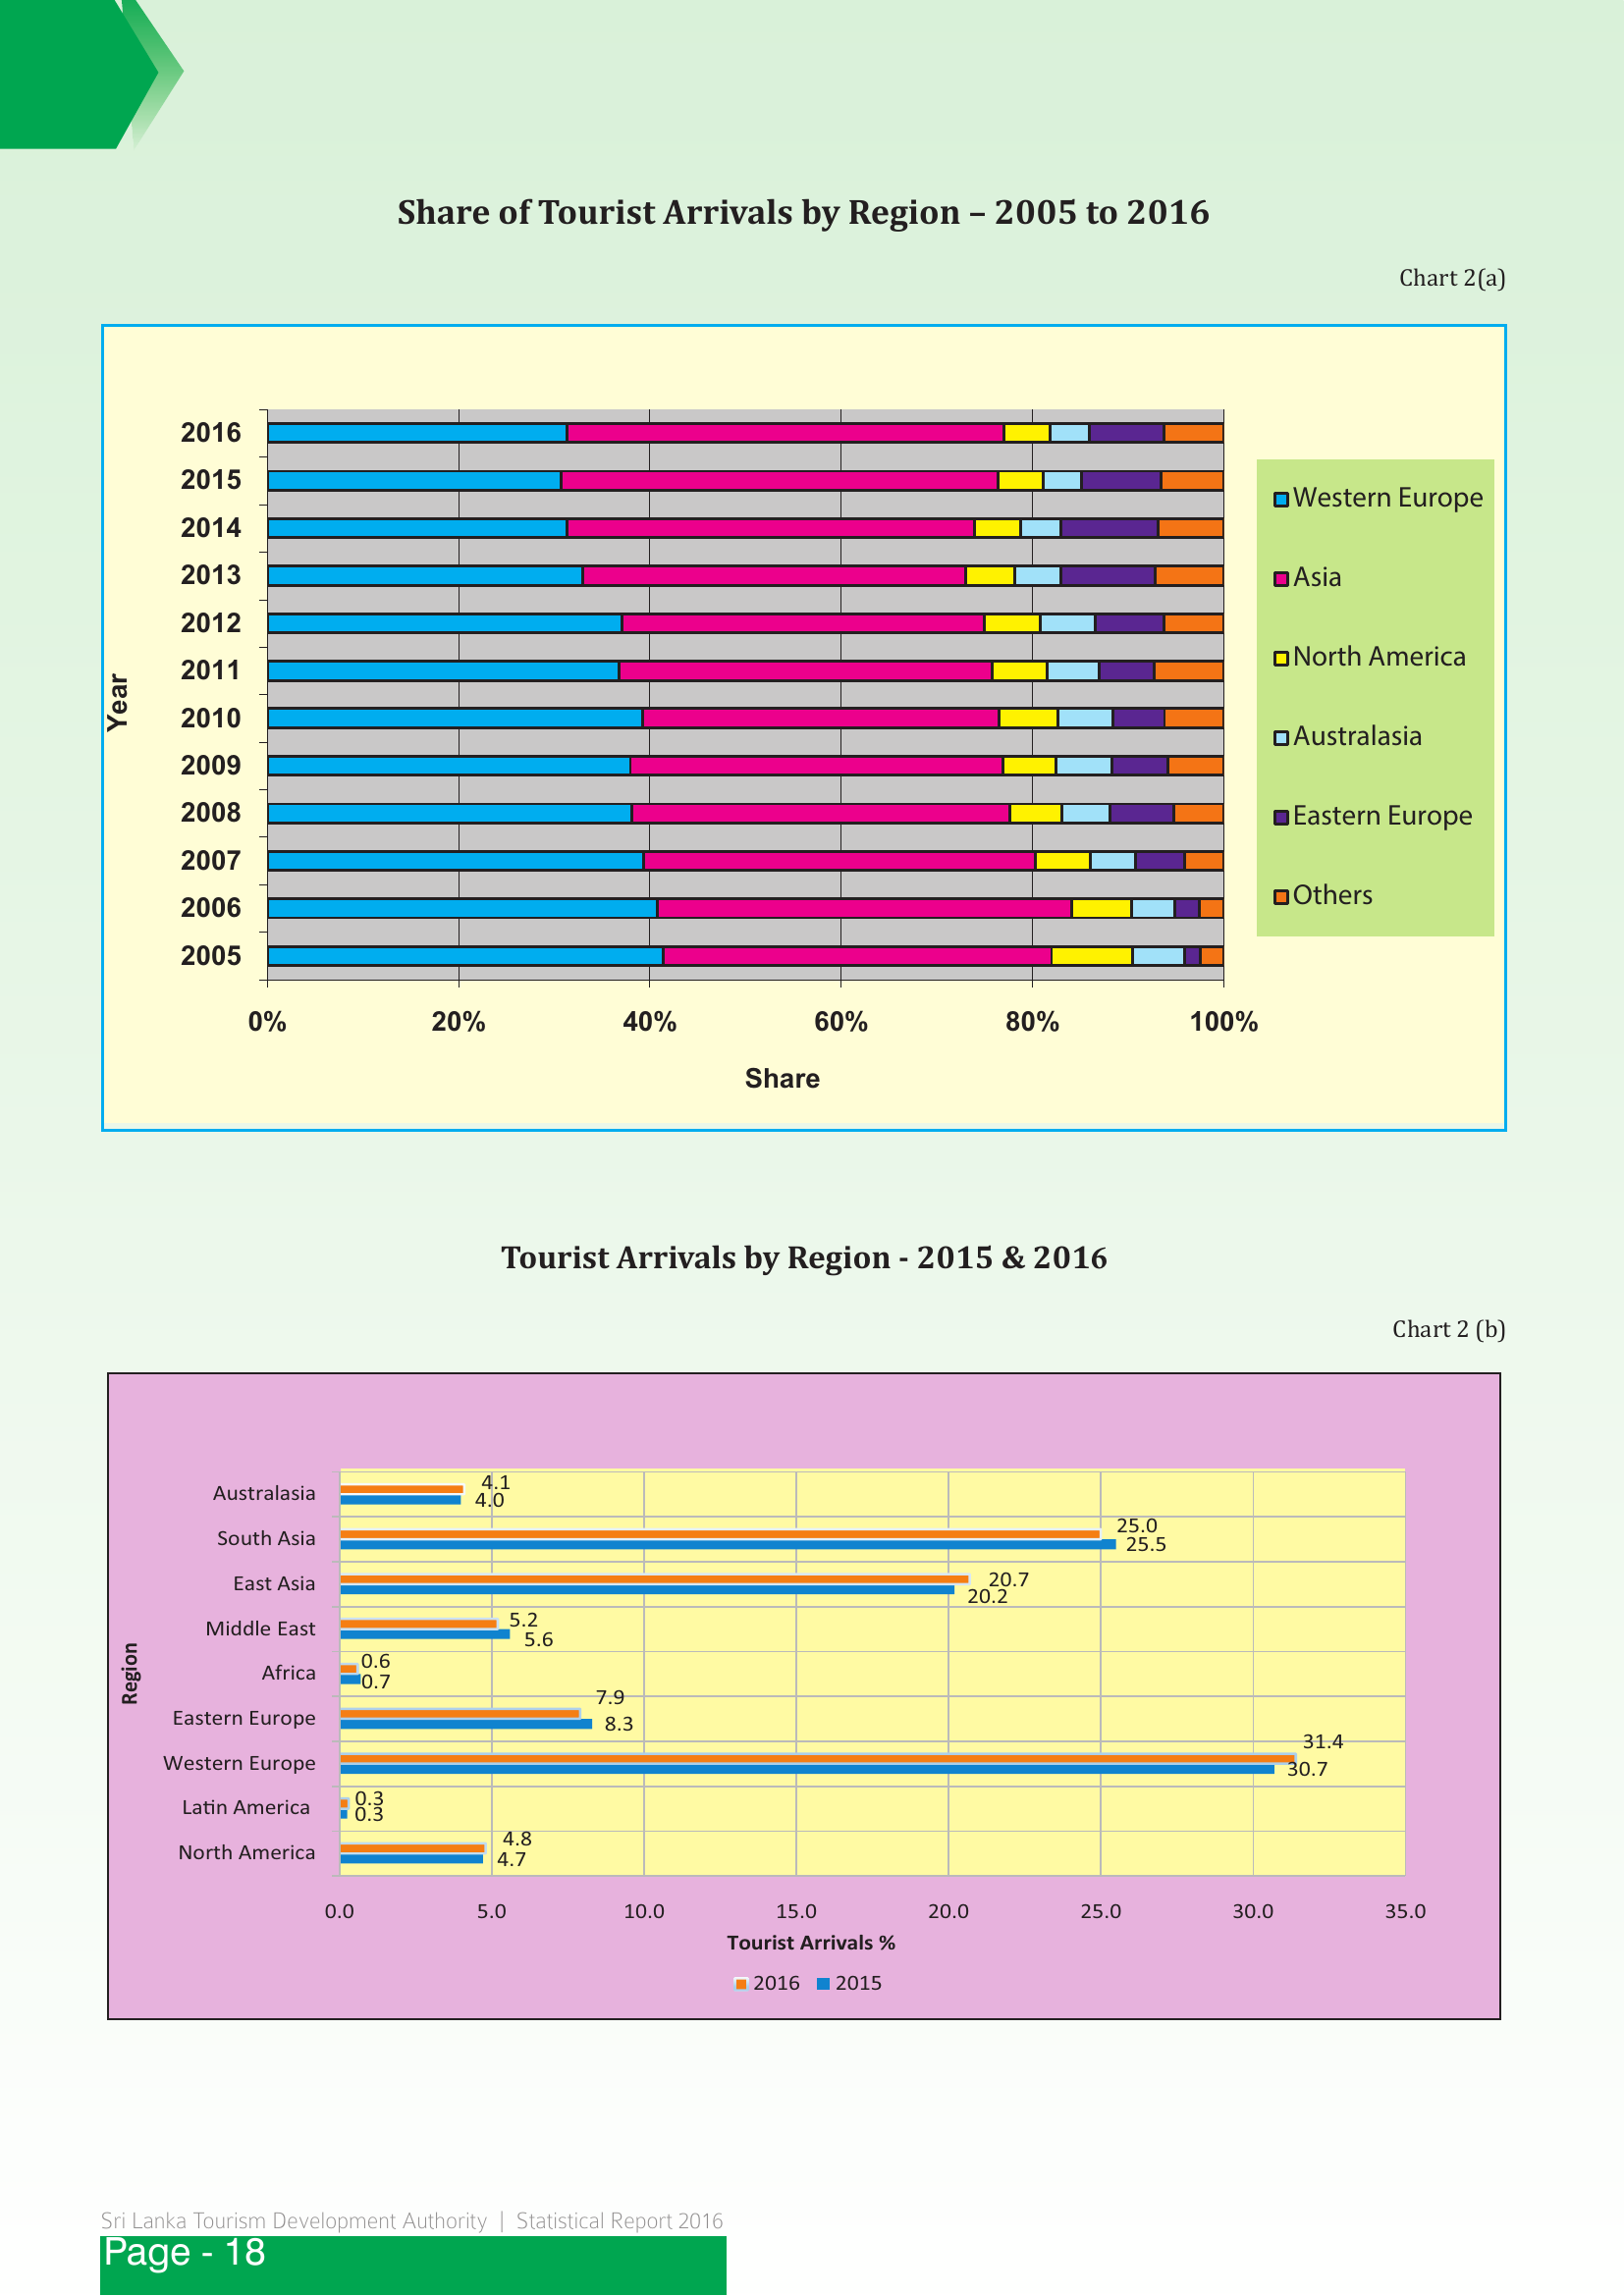 Share of Tourist Arrivals by Region – 2005 to 2016
Chart 2(a)
2016
2015
2014
2013
2012
2011
2010
2009
2008
2007
2006
2005
Year
0% 20% 40% 60% 80% 100%
Share
Western Europe
Asia
North America
Australasia
Eastern Europe
Others
Tourist Arrivals by Region - 2015 & 2016
Chart 2 (b)
Region
Australasia 4.1
4.0
South Asia 25.0
25.5
East Asia 20.7
20.2
Middle East 5.2
5.6
Africa 0.6
0.7
Eastern Europe 7.9
8.3
Western Europe 31.4
30.7
Latin America 0.3
0.3
North America 4.8
4.7
0.0 5.0 10.0 15.0 20.0 25.0 30.0 35.0
Tourist Arrivals %
2016 2015
Sri Lanka Tourism Development Authority | Statistical Report 2016
Page - 18